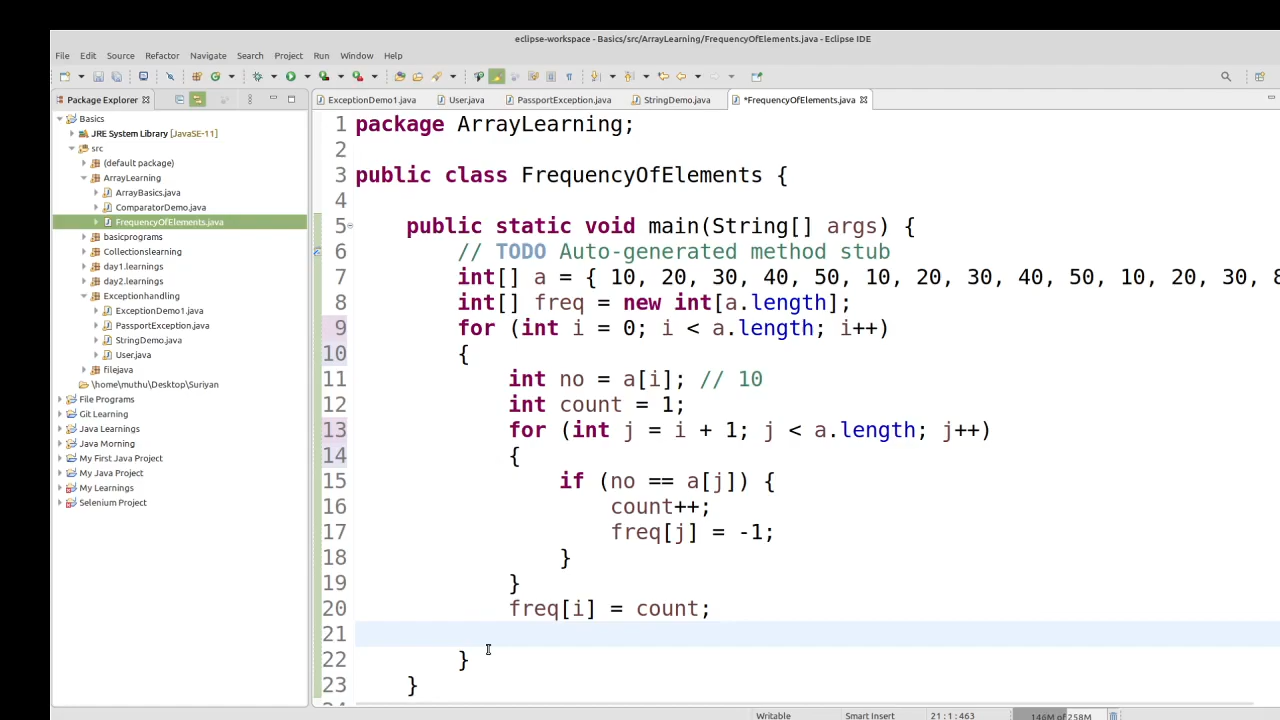 eclipse-workspace - Basics/src/ArrayLearning/FrequencyOfElements.java - Eclipse IDE
File Edit Source Refactor Navigate Search Project Run Window Help
Package Explorer
ExceptionDemo1.java User.java PassportException.java StringDemo.java *FrequencyOfElements.java
Basics
JRE System Library [JavaSE-11]
src
(default package)
ArrayLearning
ArrayBasics.java
ComparatorDemo.java
FrequencyOfElements.java
basicprograms
Collectionslearning
day1.learnings
day2.learnings
Exceptionhandling
ExceptionDemo1.java
PassportException.java
StringDemo.java
User.java
filejava
\home\muthu\Desktop\Suriyan
File Programs
Git Learning
Java Learnings
Java Morning
My First Java Project
My Java Project
My Learnings
Selenium Project
1 package ArrayLearning;
2
3 public class FrequencyOfElements {
4
5 public static void main(String[] args) {
6 // TODO Auto-generated method stub
7 int[] a = { 10, 20, 30, 40, 50, 10, 20, 30, 40, 50, 10, 20, 30, 8
8 int[] freq = new int[a.length];
9 for (int i = 0; i < a.length; i++)
10 {
11 int no = a[i]; // 10
12 int count = 1;
13 for (int j = i + 1; j < a.length; j++)
14 {
15 if (no == a[j]) {
16 count++;
17 freq[j] = -1;
18 }
19 }
20 freq[i] = count;
21
22 }
23 }
Writable Smart Insert 21:1:463 146M of 258M